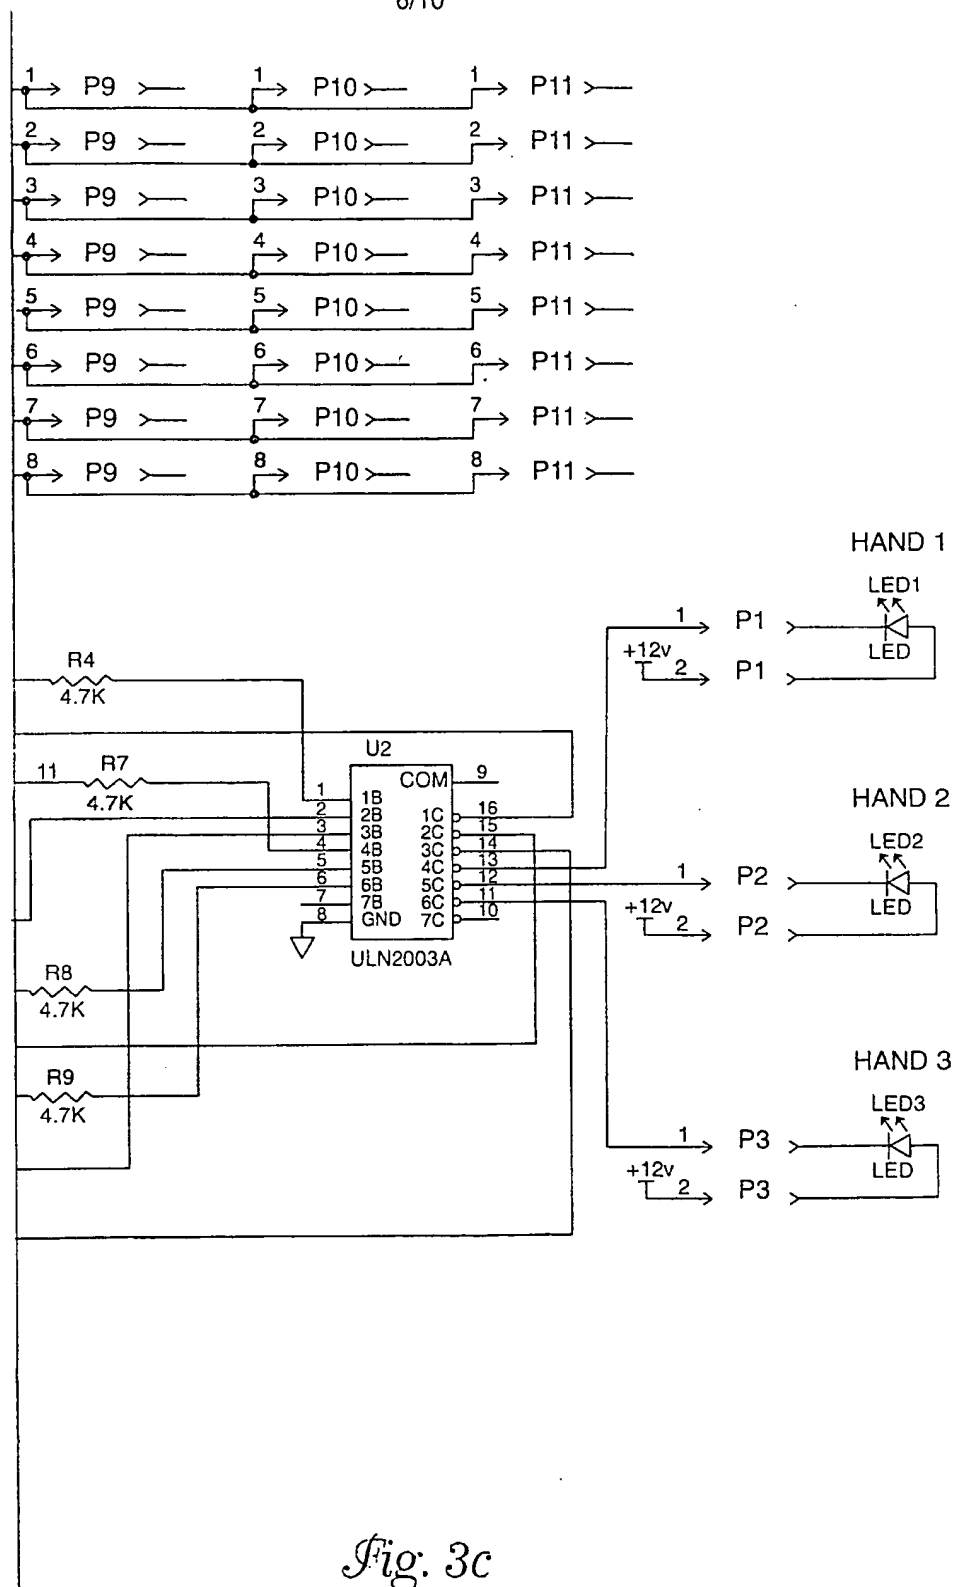 6/10
1 P9 1 P10 1 P11
2 P9 2 P10 2 P11
3 P9 3 P10 3 P11
4 P9 4 P10 4 P11
5 P9 5 P10 5 P11
6 P9 6 P10 6 P11
7 P9 7 P10 7 P11
8 P9 8 P10 8 P11
HAND 1
LED1
1 P1
LED
+12v
2 P1
R4
4.7K
U2
11 R7
4.7K
COM 9
1 1B
2 2B 1C 16
3 3B 2C 15
4 4B 3C 14
5 5B 4C 13
6 6B 5C 12
7 7B 6C 11
8 GND 7C 10
ULN2003A
HAND 2
LED2
1 P2
LED
+12v
2 P2
R8
4.7K
R9
4.7K
HAND 3
LED3
1 P3
LED
+12v
2 P3
Fig. 3c